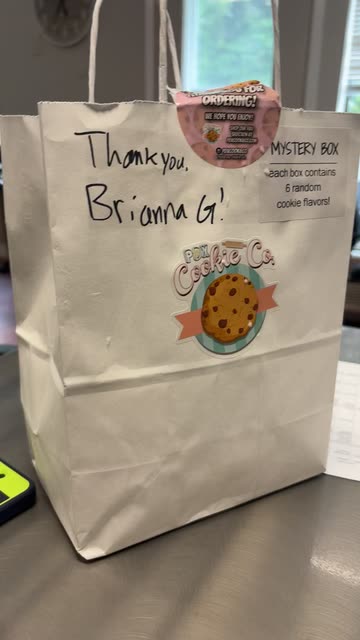 ORDERING!
WE HOPE YOU ENJOY!
Thank you,
Brianna G!
MYSTERY BOX
each box contains
6 random
cookie flavors!
PDX
Cookie Co.